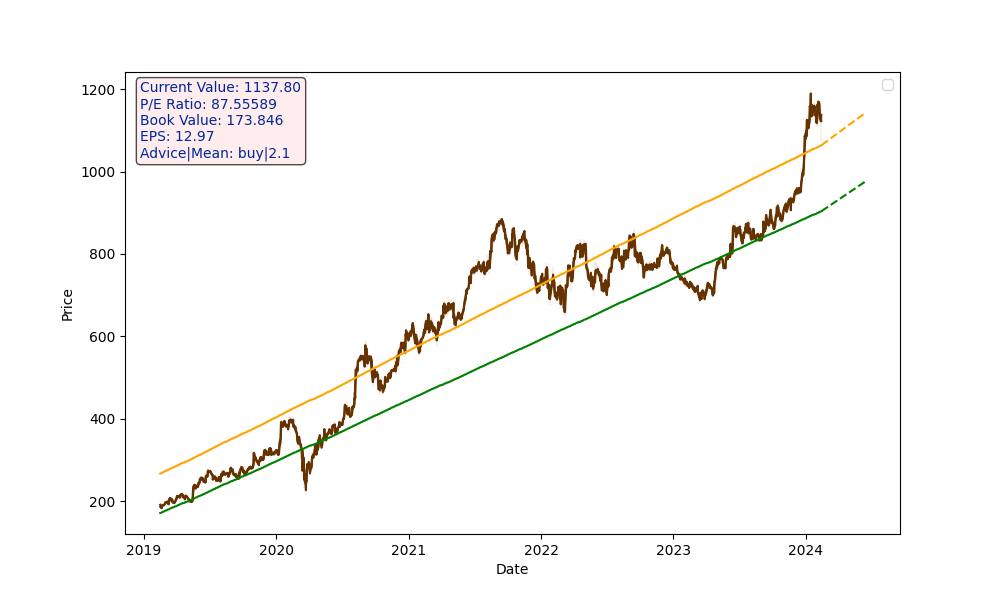 Current Value: 1137.80
P/E Ratio: 87.55589
Book Value: 173.846
EPS: 12.97
Advice|Mean: buy|2.1
1200
1000
800
600
400
200
Price
2019 2020 2021 2022 2023 2024
Date